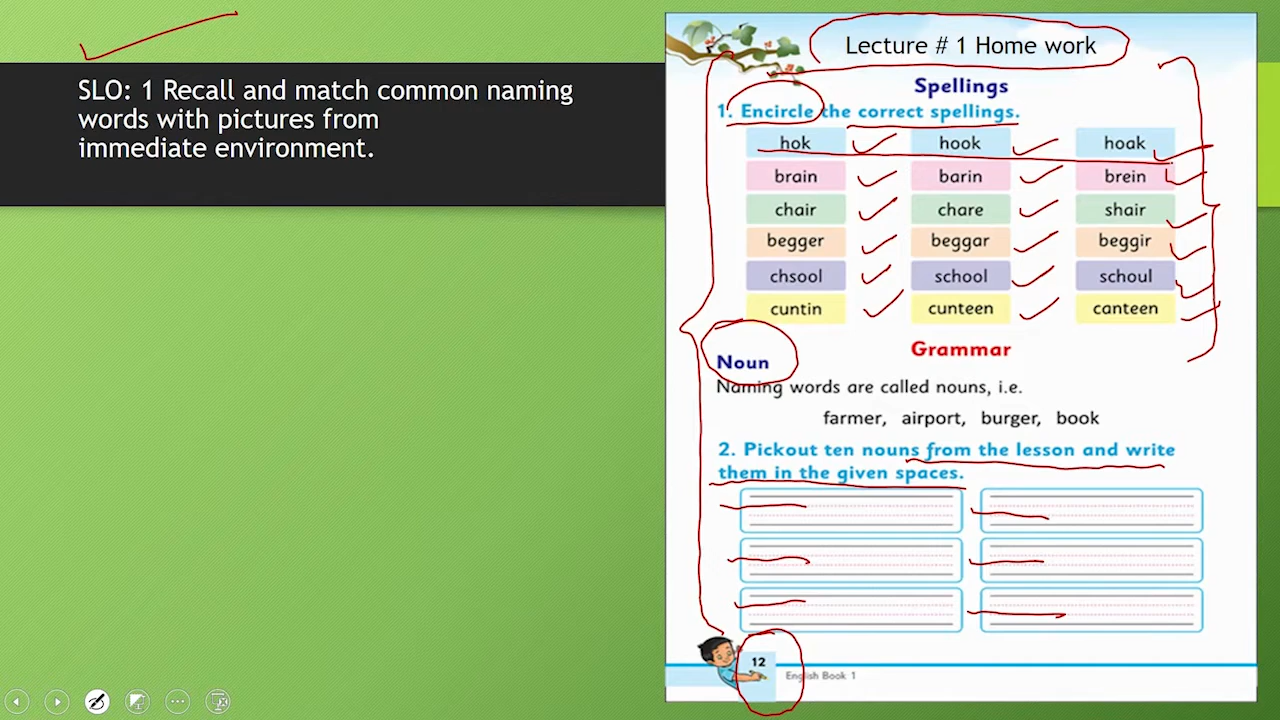 SLO: 1 Recall and match common naming
words with pictures from
immediate environment.
Lecture # 1 Home work
Spellings
1. Encircle the correct spellings.
hok hook hoak
brain barin brein
chair chare shair
begger beggar beggir
chsool school schoul
cuntin cunteen canteen
Grammar
Noun
Naming words are called nouns, i.e.
farmer, airport, burger, book
2. Pickout ten nouns from the lesson and write
them in the given spaces.
12
English Book 1